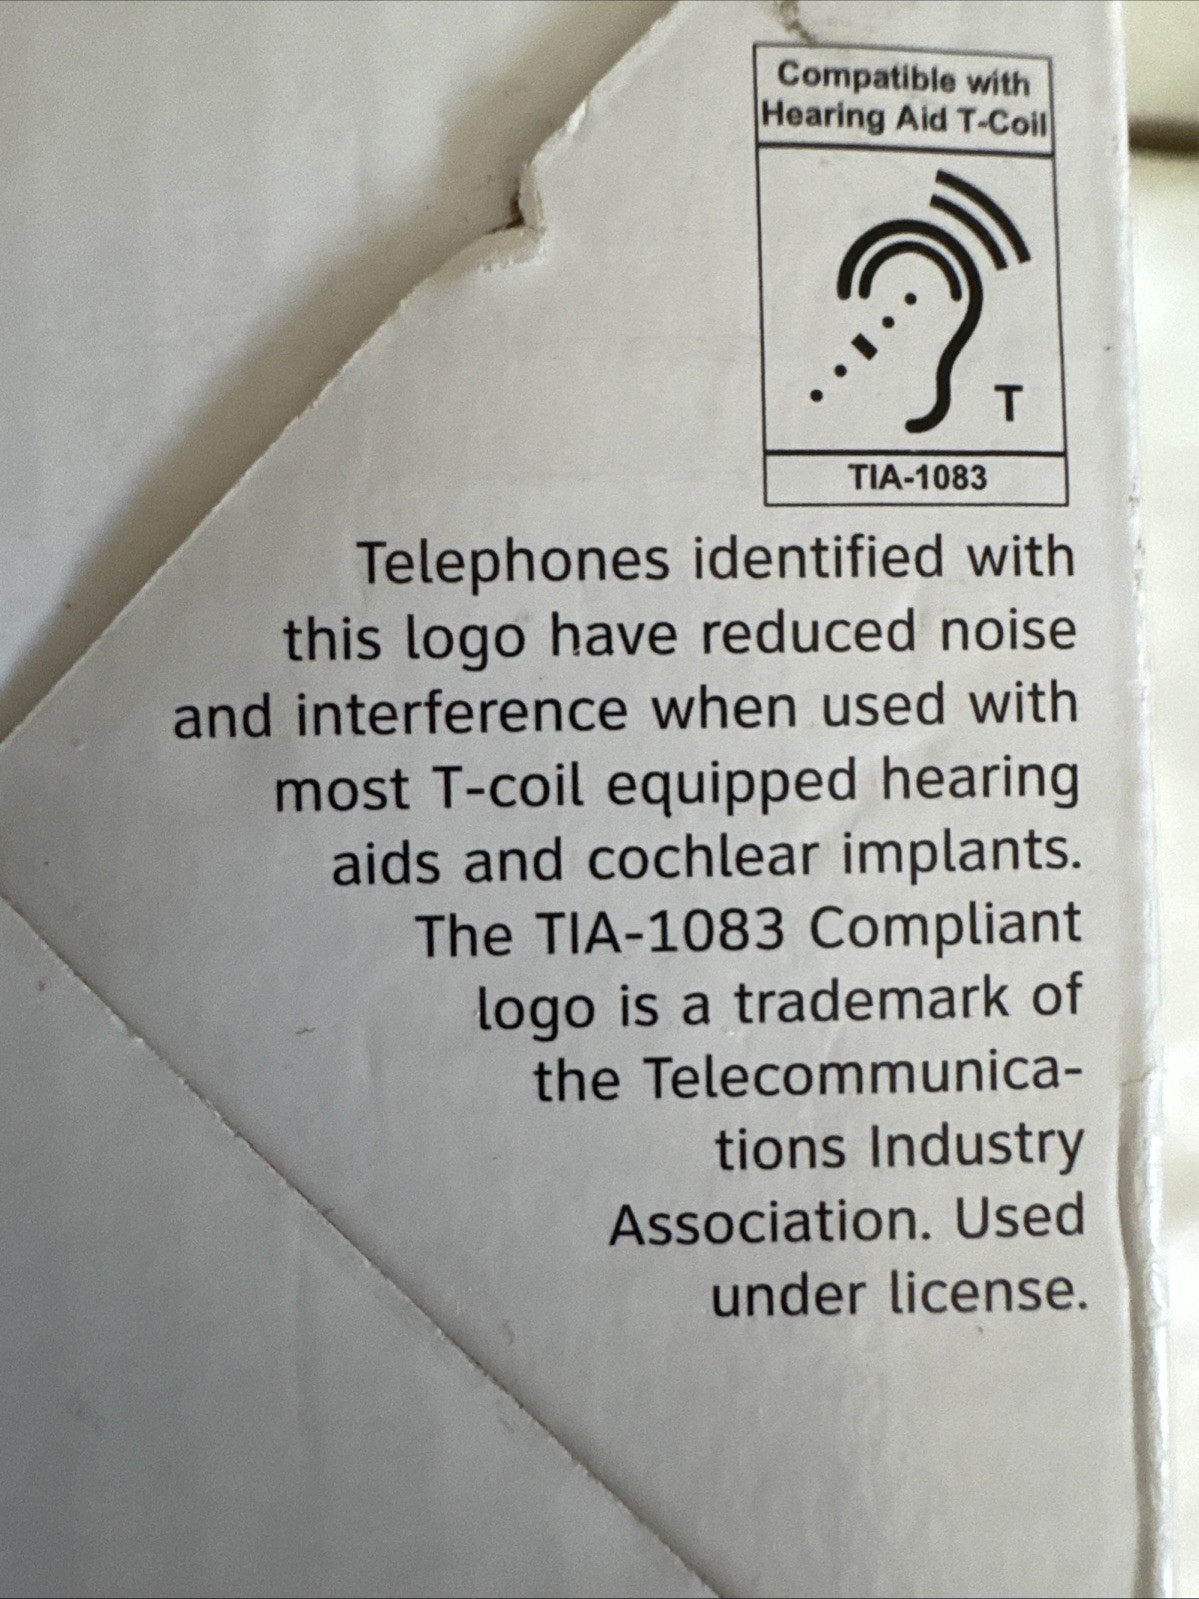 Compatible with
Hearing Aid T-Coil
T
TIA-1083
Telephones identified with
this logo have reduced noise
and interference when used with
most T-coil equipped hearing
aids and cochlear implants.
The TIA-1083 Compliant
logo is a trademark of
the Telecommunica-
tions Industry
Association. Used
under license.